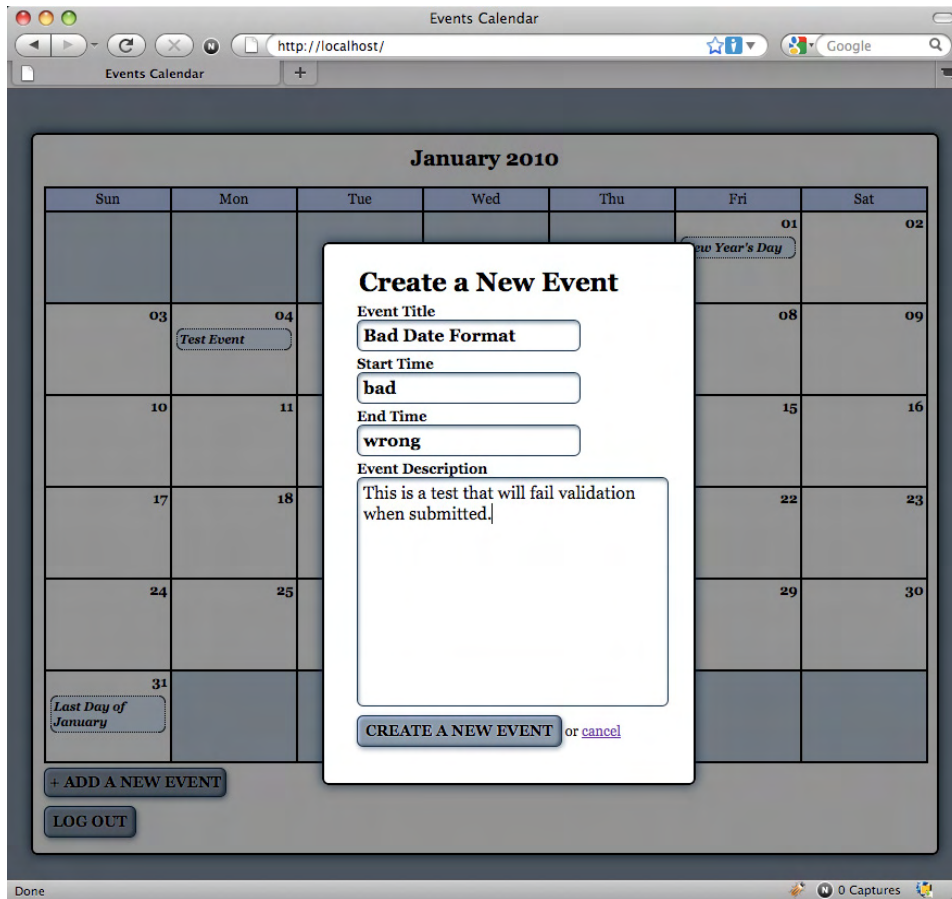 Events Calendar
http://localhost/
Google
Events Calendar
+
January 2010
Sun Mon Tue Wed Thu Fri Sat
01 02
New Year's Day
Create a New Event
Event Title
Bad Date Format
Start Time
bad
End Time
wrong
Event Description
This is a test that will fail validation
when submitted.
CREATE A NEW EVENT or cancel
03 04 08 09
Test Event
10 11 15 16
17 18 22 23
24 25 29 30
31
Last Day of
January
+ ADD A NEW EVENT
LOG OUT
Done
N 0 Captures